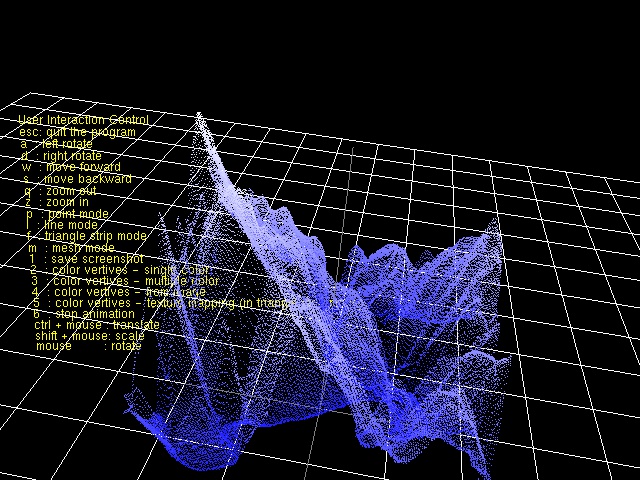 User Interaction Control
esc: quit the program
a : left rotate
d : right rotate
w : move forward
s : move backward
q : zoom out
z : zoom in
p : point mode
l : line mode
f : triangle strip mode
m : mesh mode
1 : save screenshot
2 : color vertives - single color
3 : color vertives - multiple color
4 : color vertives - from image
5 : color vertives - texture mapping (in
6 : stop animation
ctrl + mouse : translate
shift + mouse: scale
mouse : rotate